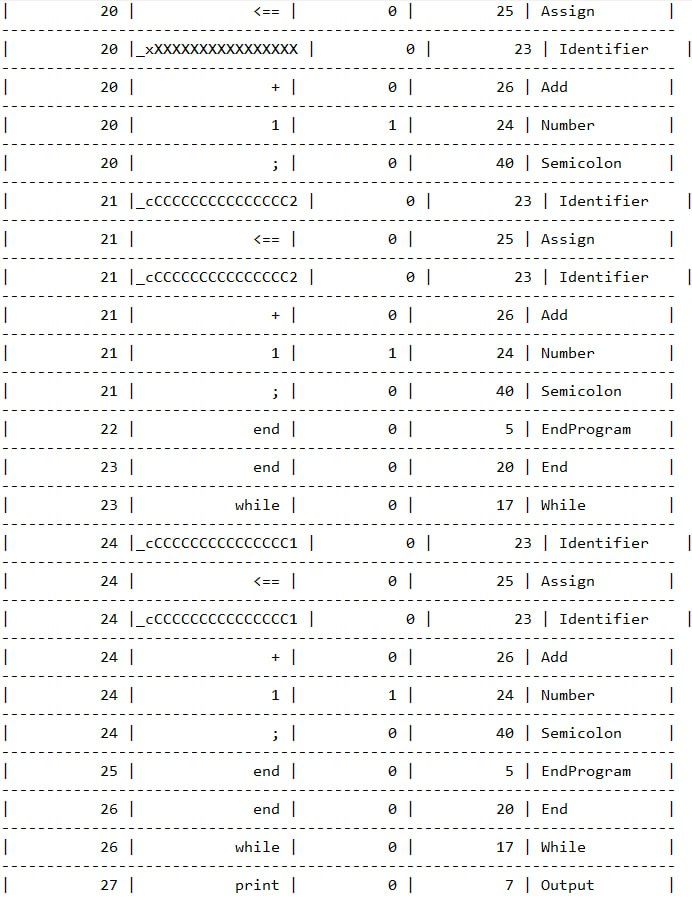 | 20 | <== | 0 | 25 | Assign |
--------------------------------------------------------------------------
| 20 |_xXXXXXXXXXXXXXXXX | 0 | 23 | Identifier |
--------------------------------------------------------------------------
| 20 | + | 0 | 26 | Add |
--------------------------------------------------------------------------
| 20 | 1 | 1 | 24 | Number |
--------------------------------------------------------------------------
| 20 | ; | 0 | 40 | Semicolon |
--------------------------------------------------------------------------
| 21 |_cCCCCCCCCCCCCCCC2 | 0 | 23 | Identifier |
--------------------------------------------------------------------------
| 21 | <== | 0 | 25 | Assign |
--------------------------------------------------------------------------
| 21 |_cCCCCCCCCCCCCCCC2 | 0 | 23 | Identifier |
--------------------------------------------------------------------------
| 21 | + | 0 | 26 | Add |
--------------------------------------------------------------------------
| 21 | 1 | 1 | 24 | Number |
--------------------------------------------------------------------------
| 21 | ; | 0 | 40 | Semicolon |
--------------------------------------------------------------------------
| 22 | end | 0 | 5 | EndProgram |
--------------------------------------------------------------------------
| 23 | end | 0 | 20 | End |
--------------------------------------------------------------------------
| 23 | while | 0 | 17 | While |
--------------------------------------------------------------------------
| 24 |_cCCCCCCCCCCCCCCC1 | 0 | 23 | Identifier |
--------------------------------------------------------------------------
| 24 | <== | 0 | 25 | Assign |
--------------------------------------------------------------------------
| 24 |_cCCCCCCCCCCCCCCC1 | 0 | 23 | Identifier |
--------------------------------------------------------------------------
| 24 | + | 0 | 26 | Add |
--------------------------------------------------------------------------
| 24 | 1 | 1 | 24 | Number |
--------------------------------------------------------------------------
| 24 | ; | 0 | 40 | Semicolon |
--------------------------------------------------------------------------
| 25 | end | 0 | 5 | EndProgram |
--------------------------------------------------------------------------
| 26 | end | 0 | 20 | End |
--------------------------------------------------------------------------
| 26 | while | 0 | 17 | While |
--------------------------------------------------------------------------
| 27 | print | 0 | 7 | Output |